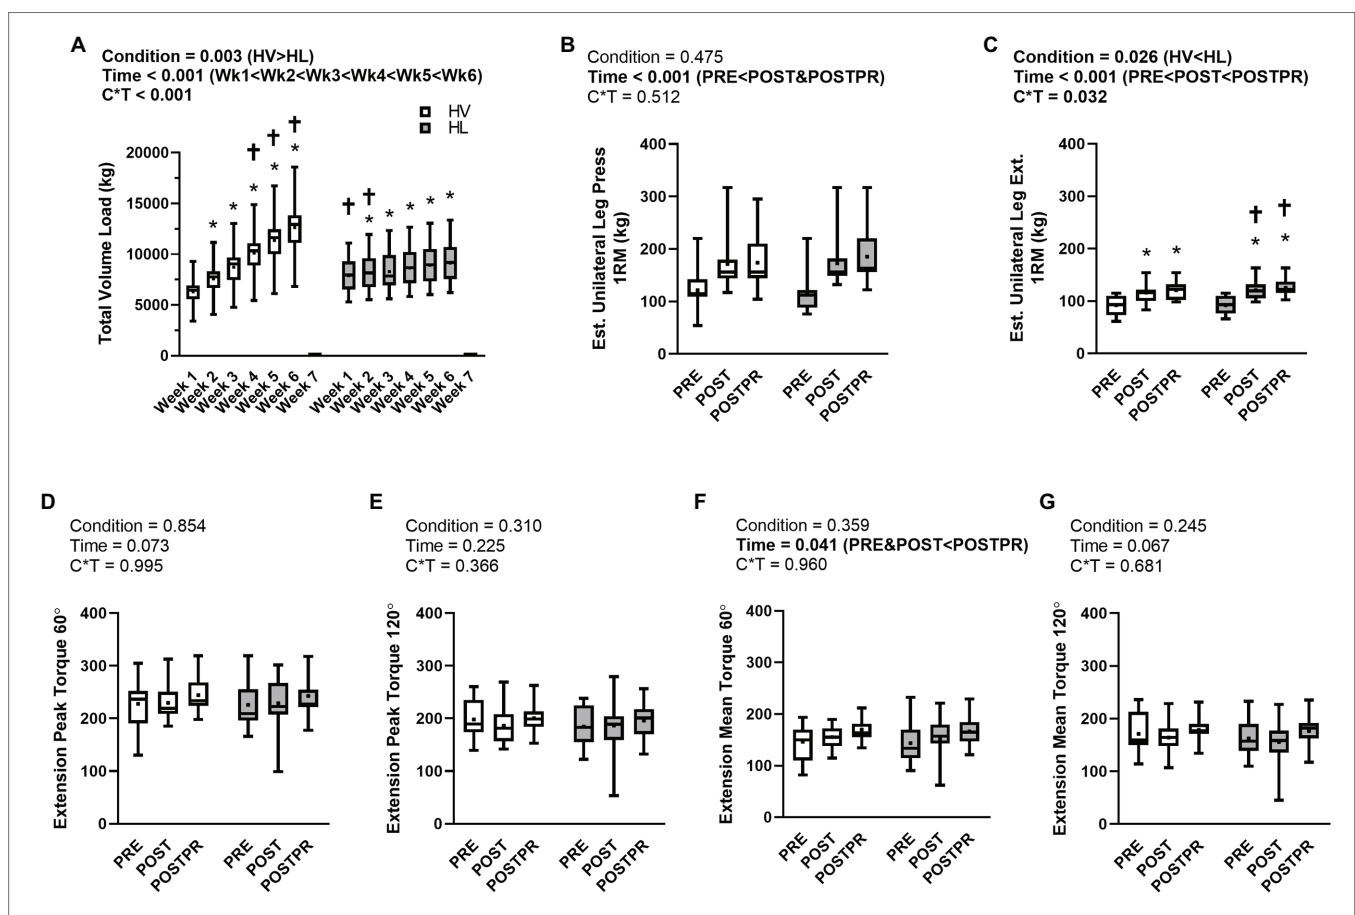 A
Condition = 0.003 (HV>HL)
Time < 0.001 (Wk1<Wk2<Wk3<Wk4<Wk5<Wk6)
C*T < 0.001
HV
HL
Total Volume Load (kg)
20000
15000
10000
5000
0
† † †
* * * * *
† †
* * * * *
Week 1 Week 2 Week 3 Week 4 Week 5 Week 6 Week 7 Week 1 Week 2 Week 3 Week 4 Week 5 Week 6 Week 7
B
Condition = 0.475
Time < 0.001 (PRE<POST&POSTPR)
C*T = 0.512
Est. Unilateral Leg Press
1RM (kg)
400
300
200
100
0
PRE POST POSTPR PRE POST POSTPR
C
Condition = 0.026 (HV<HL)
Time < 0.001 (PRE<POST<POSTPR)
C*T = 0.032
Est. Unilateral Leg Ext.
1RM (kg)
400
300
200
100
0
† †
* * * *
PRE POST POSTPR PRE POST POSTPR
D
Condition = 0.854
Time = 0.073
C*T = 0.995
Extension Peak Torque 60°
400
300
200
100
0
PRE POST POSTPR PRE POST POSTPR
E
Condition = 0.310
Time = 0.225
C*T = 0.366
Extension Peak Torque 120°
400
300
200
100
0
PRE POST POSTPR PRE POST POSTPR
F
Condition = 0.359
Time = 0.041 (PRE&POST<POSTPR)
C*T = 0.960
Extension Mean Torque 60°
400
300
200
100
0
PRE POST POSTPR PRE POST POSTPR
G
Condition = 0.245
Time = 0.067
C*T = 0.681
Extension Mean Torque 120°
400
300
200
100
0
PRE POST POSTPR PRE POST POSTPR